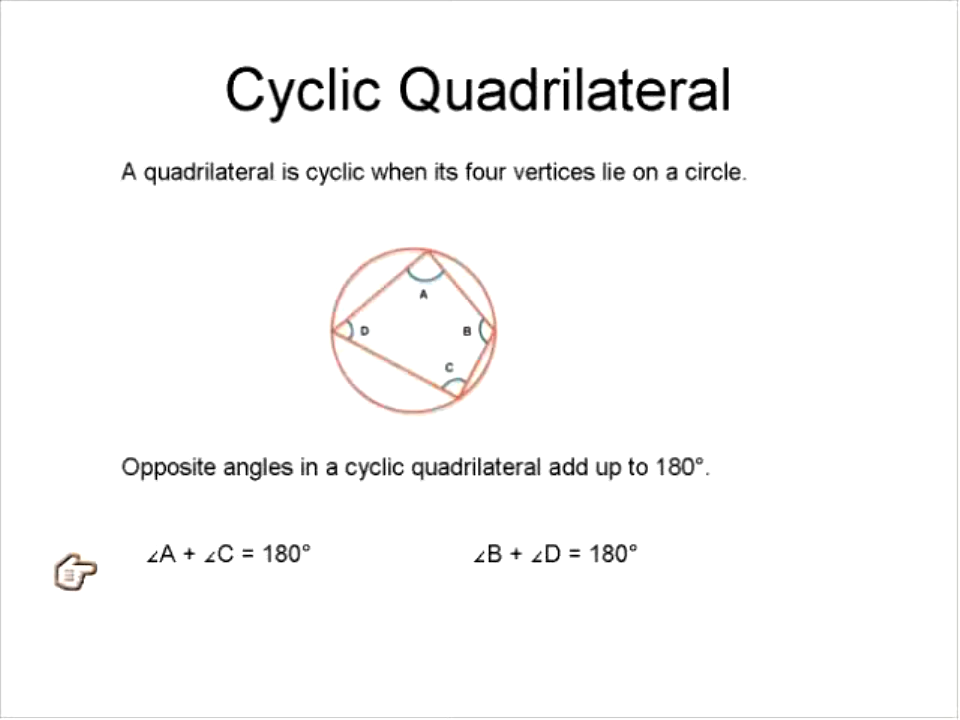 Cyclic Quadrilateral
A quadrilateral is cyclic when its four vertices lie on a circle.
A
D
B
C
Opposite angles in a cyclic quadrilateral add up to 180°.
∠A + ∠C = 180°
∠B + ∠D = 180°